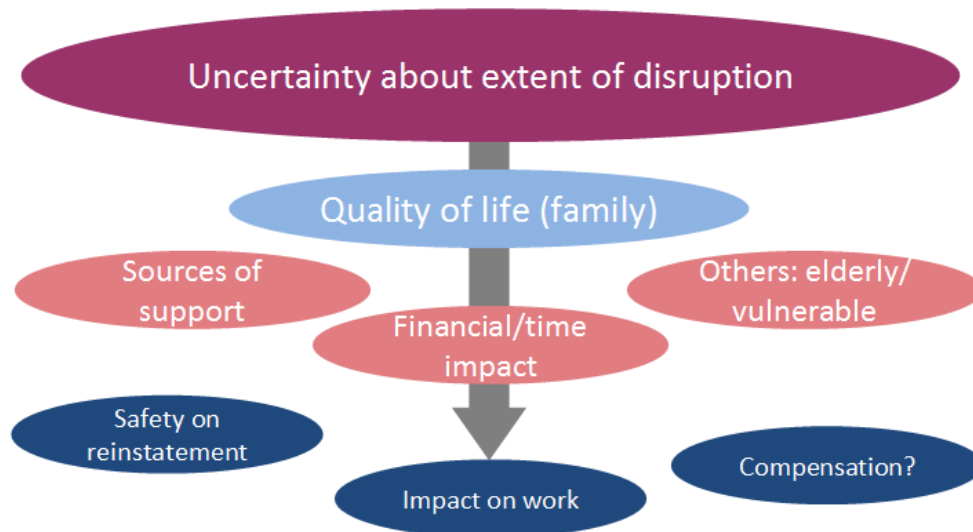 Uncertainty about extent of disruption
Quality of life (family)
Sources of
support
Others: elderly/
vulnerable
Financial/time
impact
Safety on
reinstatement
Compensation?
Impact on work